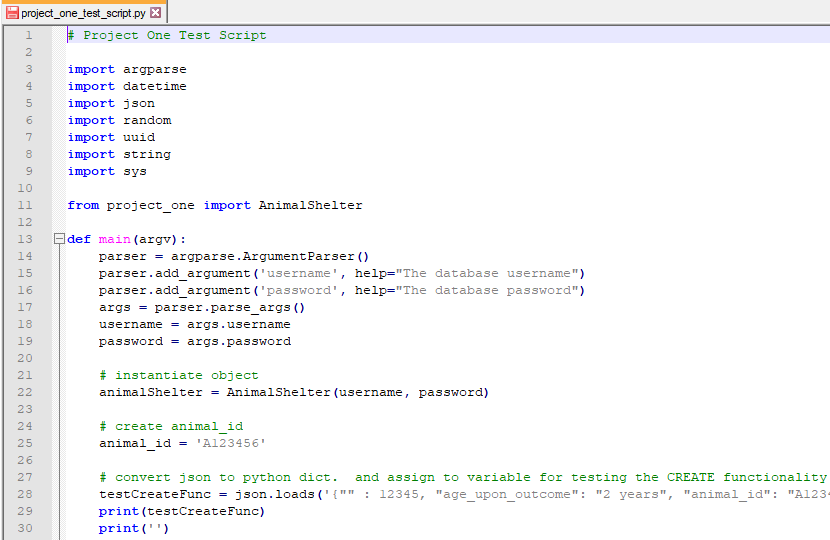 project_one_test_script.py
1 # Project One Test Script
2
3 import argparse
4 import datetime
5 import json
6 import random
7 import uuid
8 import string
9 import sys
10
11 from project_one import AnimalShelter
12
13 def main(argv):
14 parser = argparse.ArgumentParser()
15 parser.add_argument('username', help="The database username")
16 parser.add_argument('password', help="The database password")
17 args = parser.parse_args()
18 username = args.username
19 password = args.password
20
21 # instantiate object
22 animalShelter = AnimalShelter(username, password)
23
24 # create animal_id
25 animal_id = 'A123456'
26
27 # convert json to python dict.  and assign to variable for testing the CREATE functionality
28 testCreateFunc = json.loads('{"" : 12345, "age_upon_outcome": "2 years", "animal_id": "A123
29 print(testCreateFunc)
30 print('')